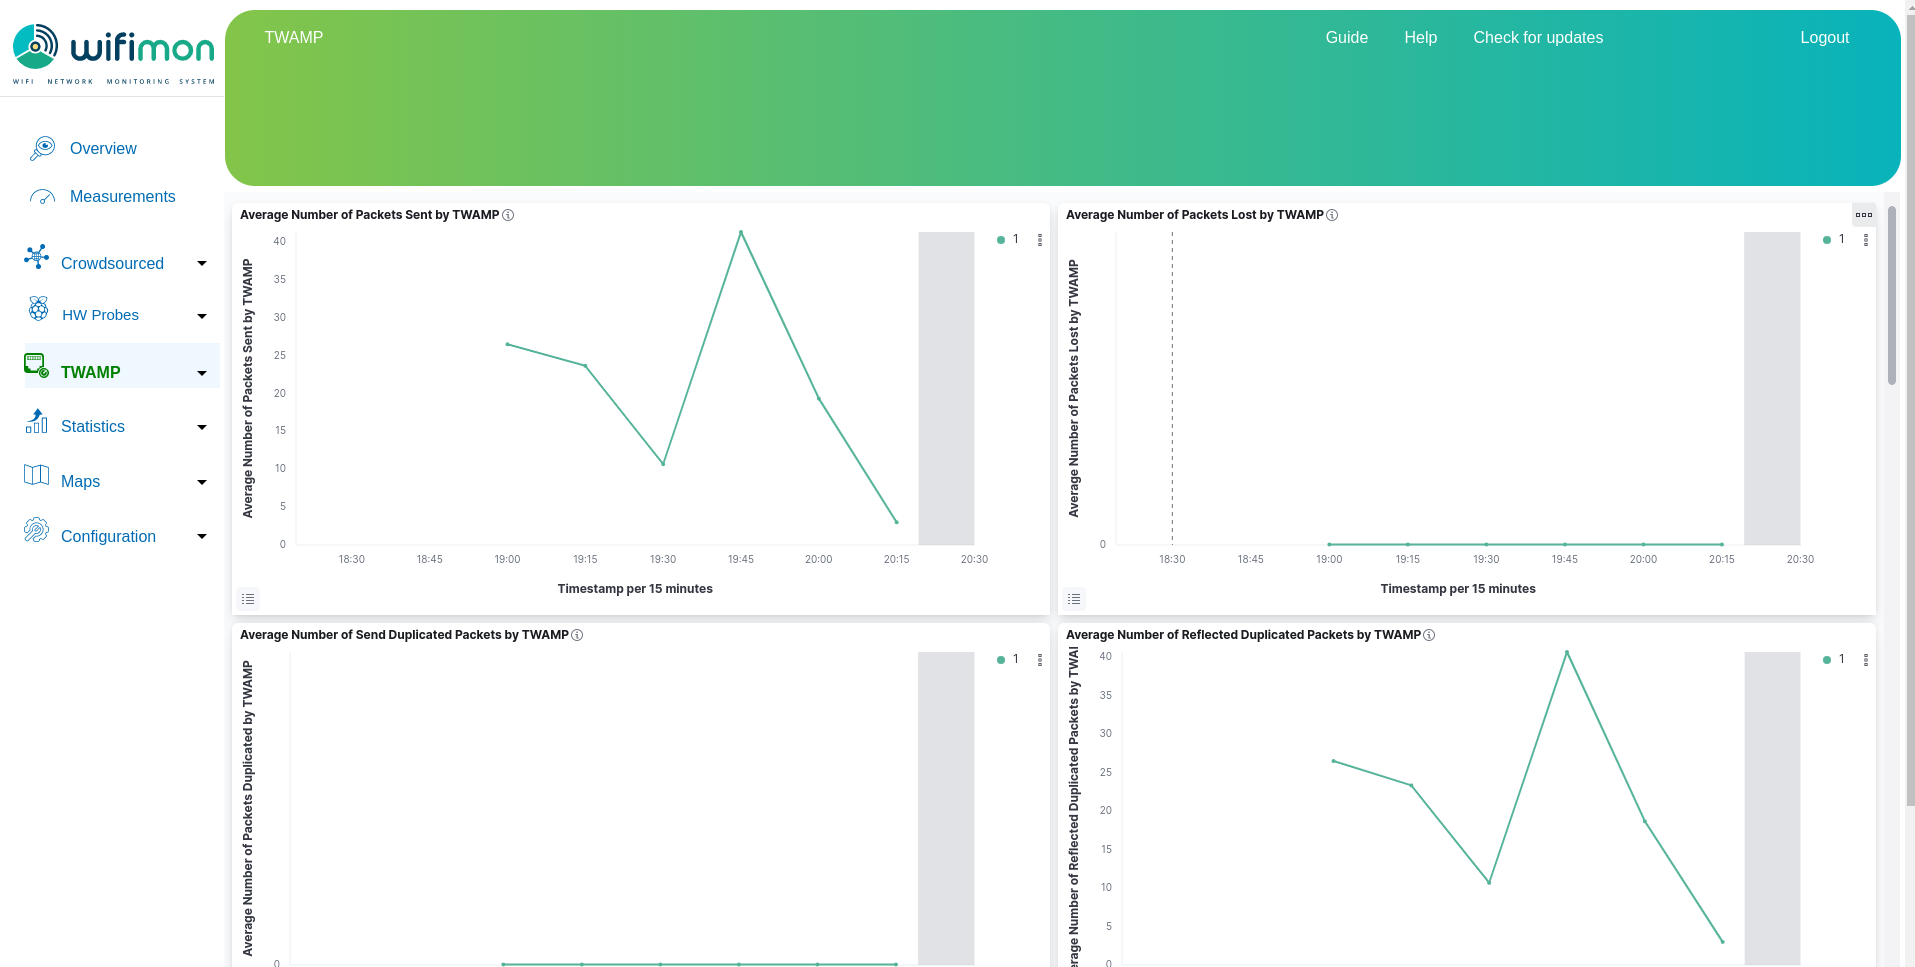 wifimon
WIFI NETWORK MONITORING SYSTEM
TWAMP
Guide
Help
Check for updates
Logout
Overview
Measurements
Crowdsourced
HW Probes
TWAMP
Statistics
Maps
Configuration
Average Number of Packets Sent by TWAMP
Average Number of Packets Sent by TWAMP
40
35
30
25
20
15
10
5
0
18:30 18:45 19:00 19:15 19:30 19:45 20:00 20:15 20:30
Timestamp per 15 minutes
1
Average Number of Packets Lost by TWAMP
Average Number of Packets Lost by TWAMP
0
18:30 18:45 19:00 19:15 19:30 19:45 20:00 20:15 20:30
Timestamp per 15 minutes
1
Average Number of Send Duplicated Packets by TWAMP
Average Number of Packets Duplicated by TWAMP
0
1
Average Number of Reflected Duplicated Packets by TWAMP
erage Number of Reflected Duplicated Packets by TWAI
40
35
30
25
20
15
10
5
0
1